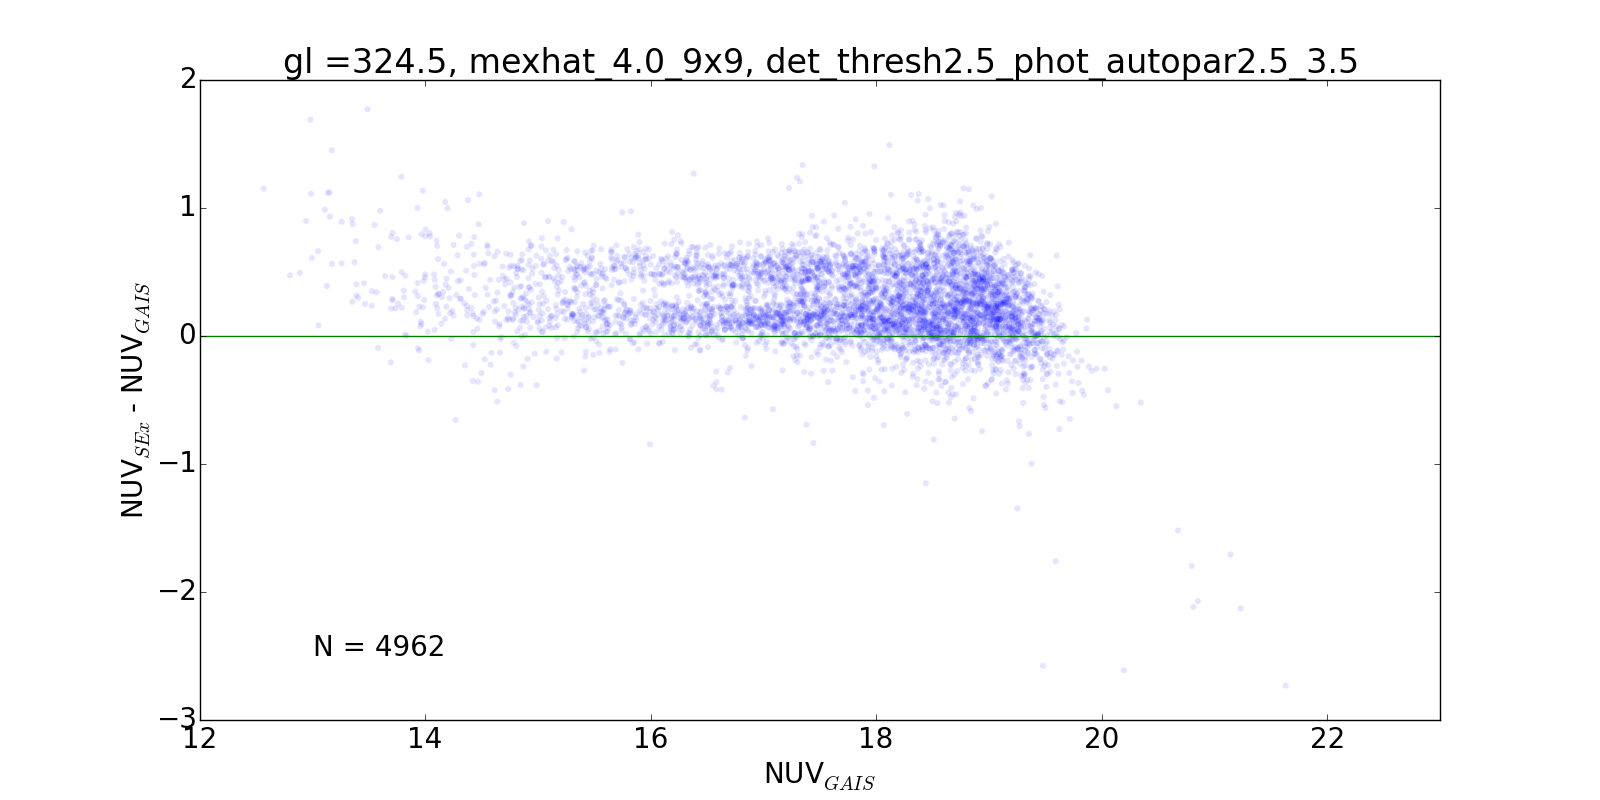 gl =324.5, mexhat_4.0_9x9, det_thresh2.5_phot_autopar2.5_3.5
2
1
0
−1
−2
−3
NUV_SEx - NUV_GAIS
N = 4962
12 14 16 18 20 22
NUV_GAIS